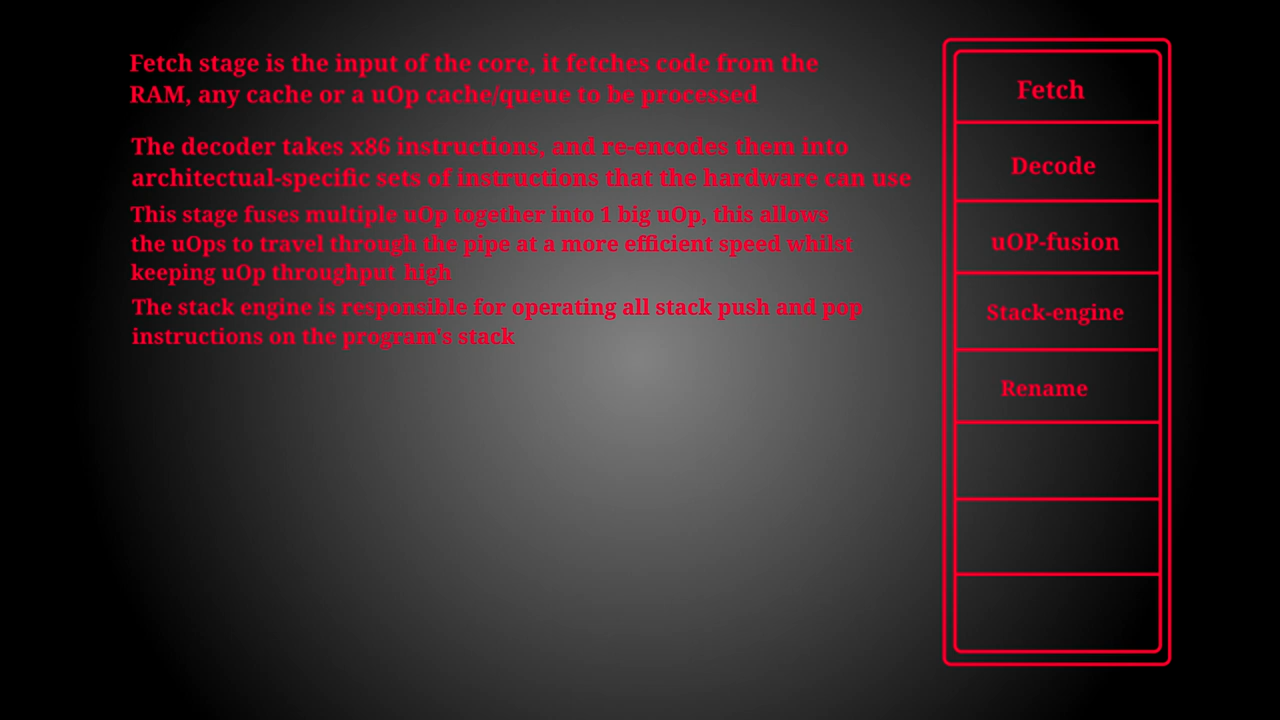 Fetch stage is the input of the core, it fetches code from the
RAM, any cache or a uOp cache/queue to be processed
The decoder takes x86 instructions, and re-encodes them into
architectual-specific sets of instructions that the hardware can use
This stage fuses multiple uOp together into 1 big uOp, this allows
the uOps to travel through the pipe at a more efficient speed whilst
keeping uOp throughput high
The stack engine is responsible for operating all stack push and pop
instructions on the program's stack
Fetch
Decode
uOP-fusion
Stack-engine
Rename